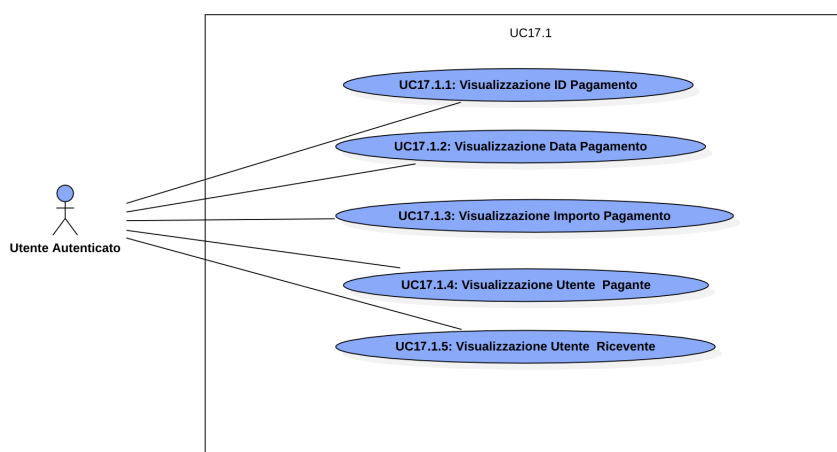 UC17.1
UC17.1.1: Visualizzazione ID Pagamento
UC17.1.2: Visualizzazione Data Pagamento
UC17.1.3: Visualizzazione Importo Pagamento
Utente Autenticato
UC17.1.4: Visualizzazione Utente  Pagante
UC17.1.5: Visualizzazione Utente  Ricevente